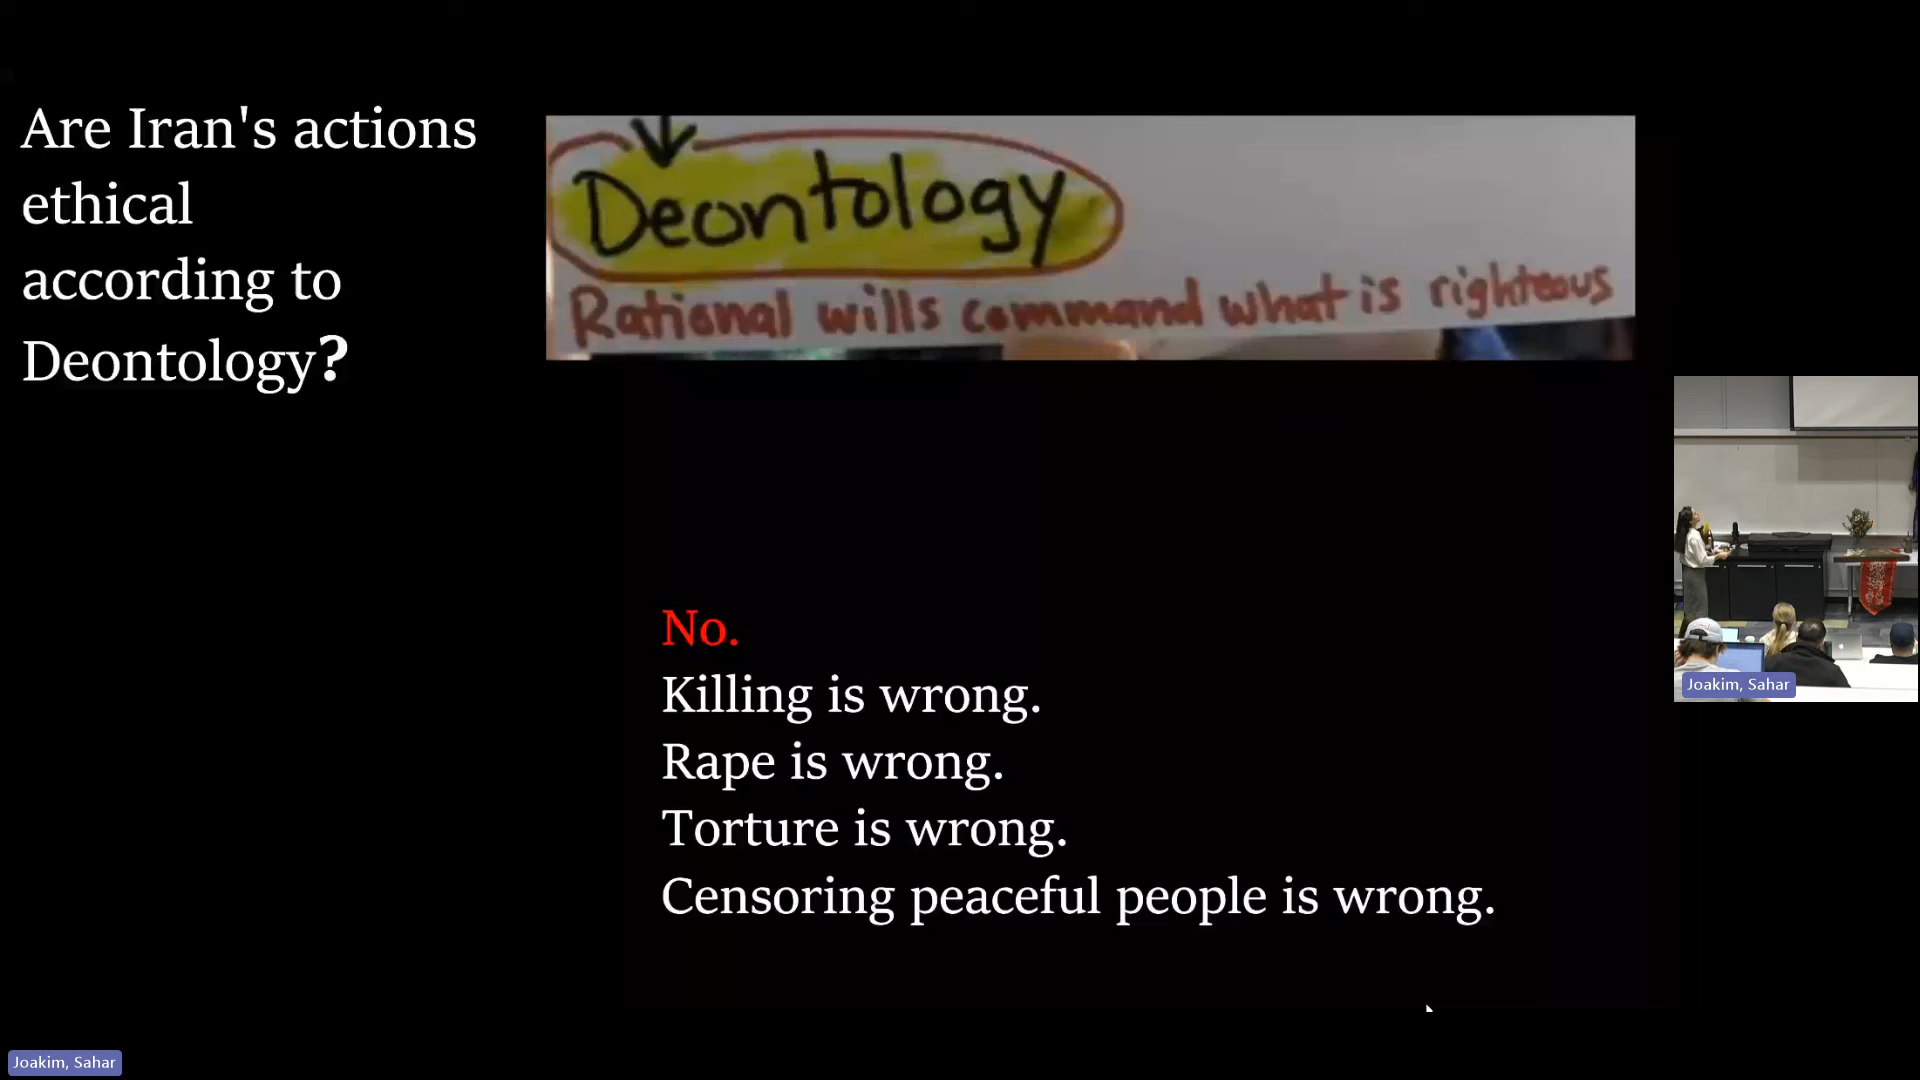 Are Iran's actions
ethical
according to
Deontology?
Deontology
Rational wills command what is righteous
No.
Killing is wrong.
Rape is wrong.
Torture is wrong.
Censoring peaceful people is wrong.
Joakim, Sahar
Joakim, Sahar